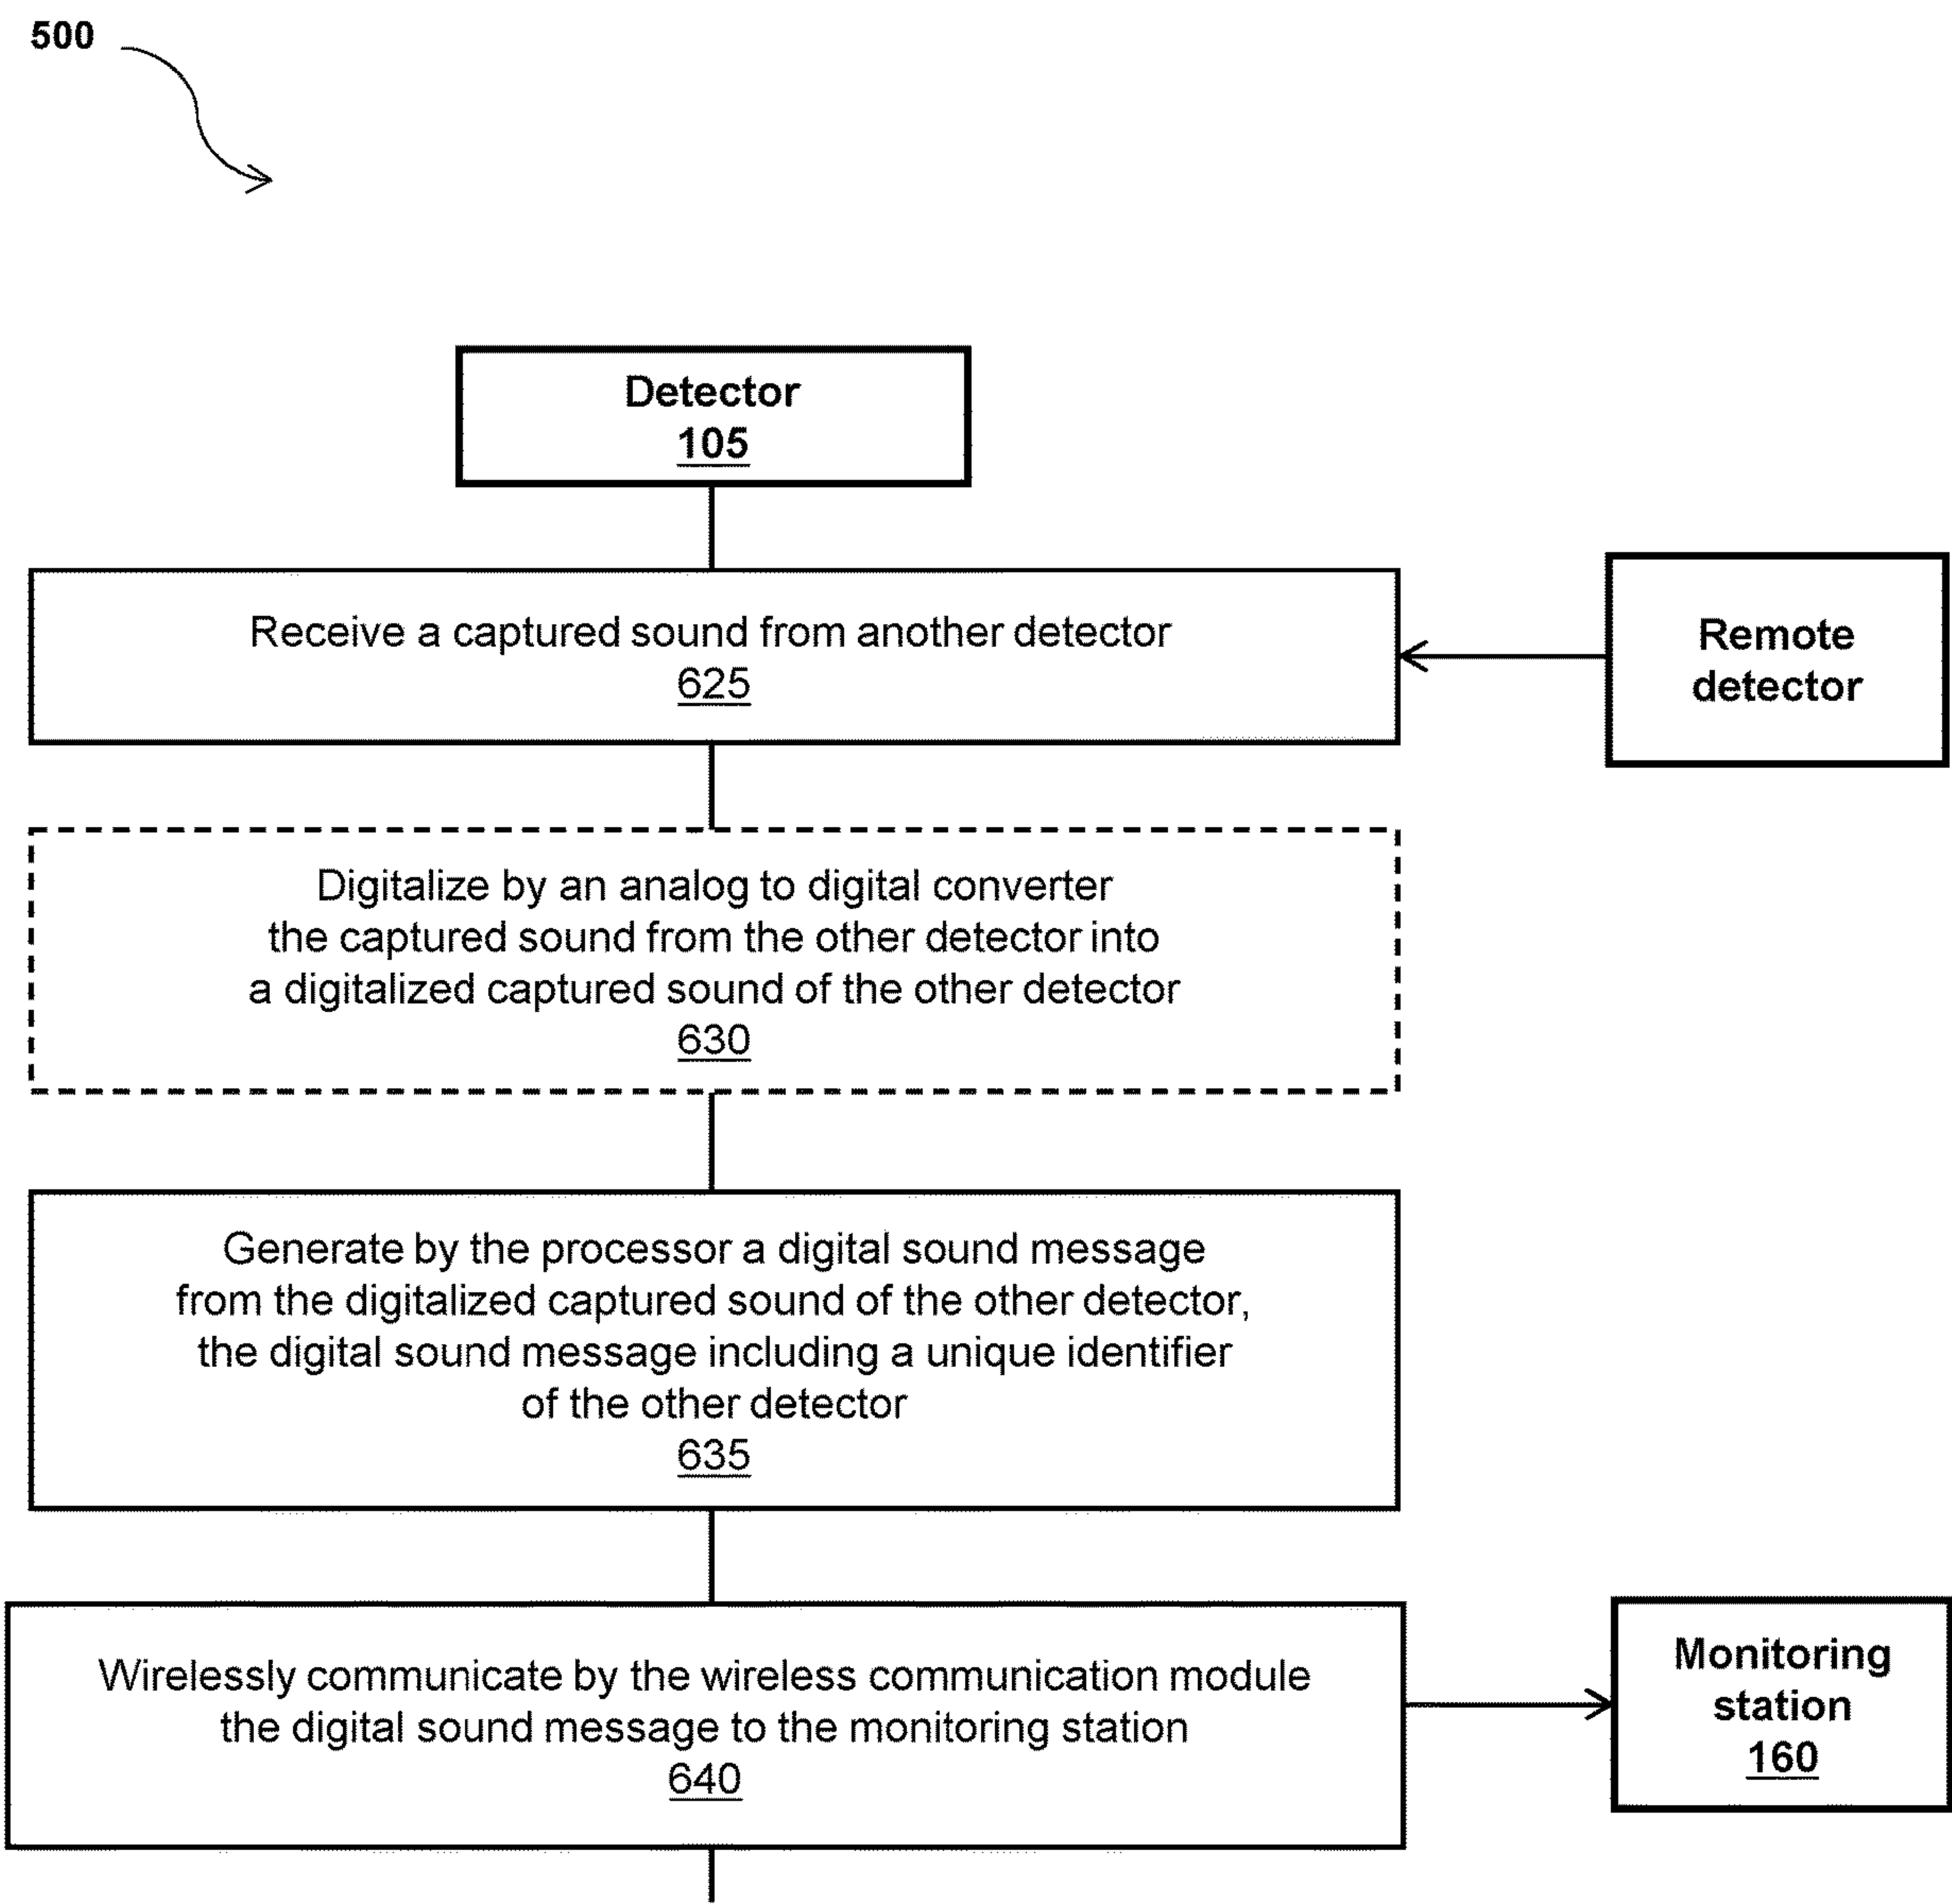 500
Detector
105
Receive a captured sound from another detector
625
Remote
detector
Digitalize by an analog to digital converter
the captured sound from the other detector into
a digitalized captured sound of the other detector
630
Generate by the processor a digital sound message
from the digitalized captured sound of the other detector,
the digital sound message including a unique identifier
of the other detector
635
Wirelessly communicate by the wireless communication module
the digital sound message to the monitoring station
640
Monitoring
station
160